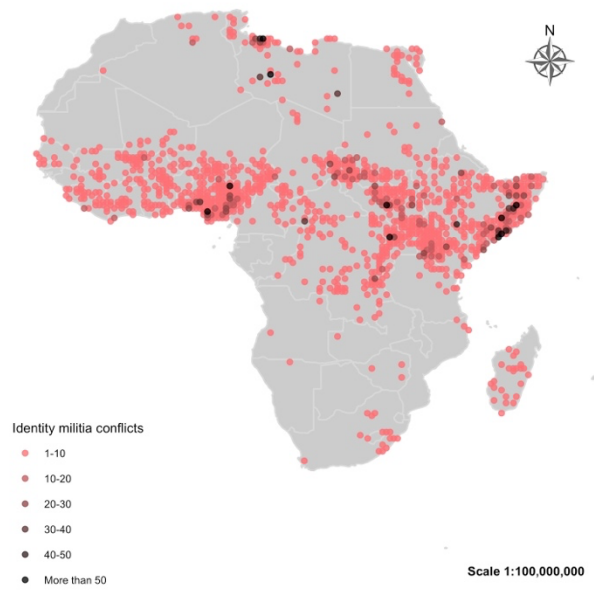 N
Identity militia conflicts
1-10
10-20
20-30
30-40
40-50
More than 50
Scale 1:100,000,000